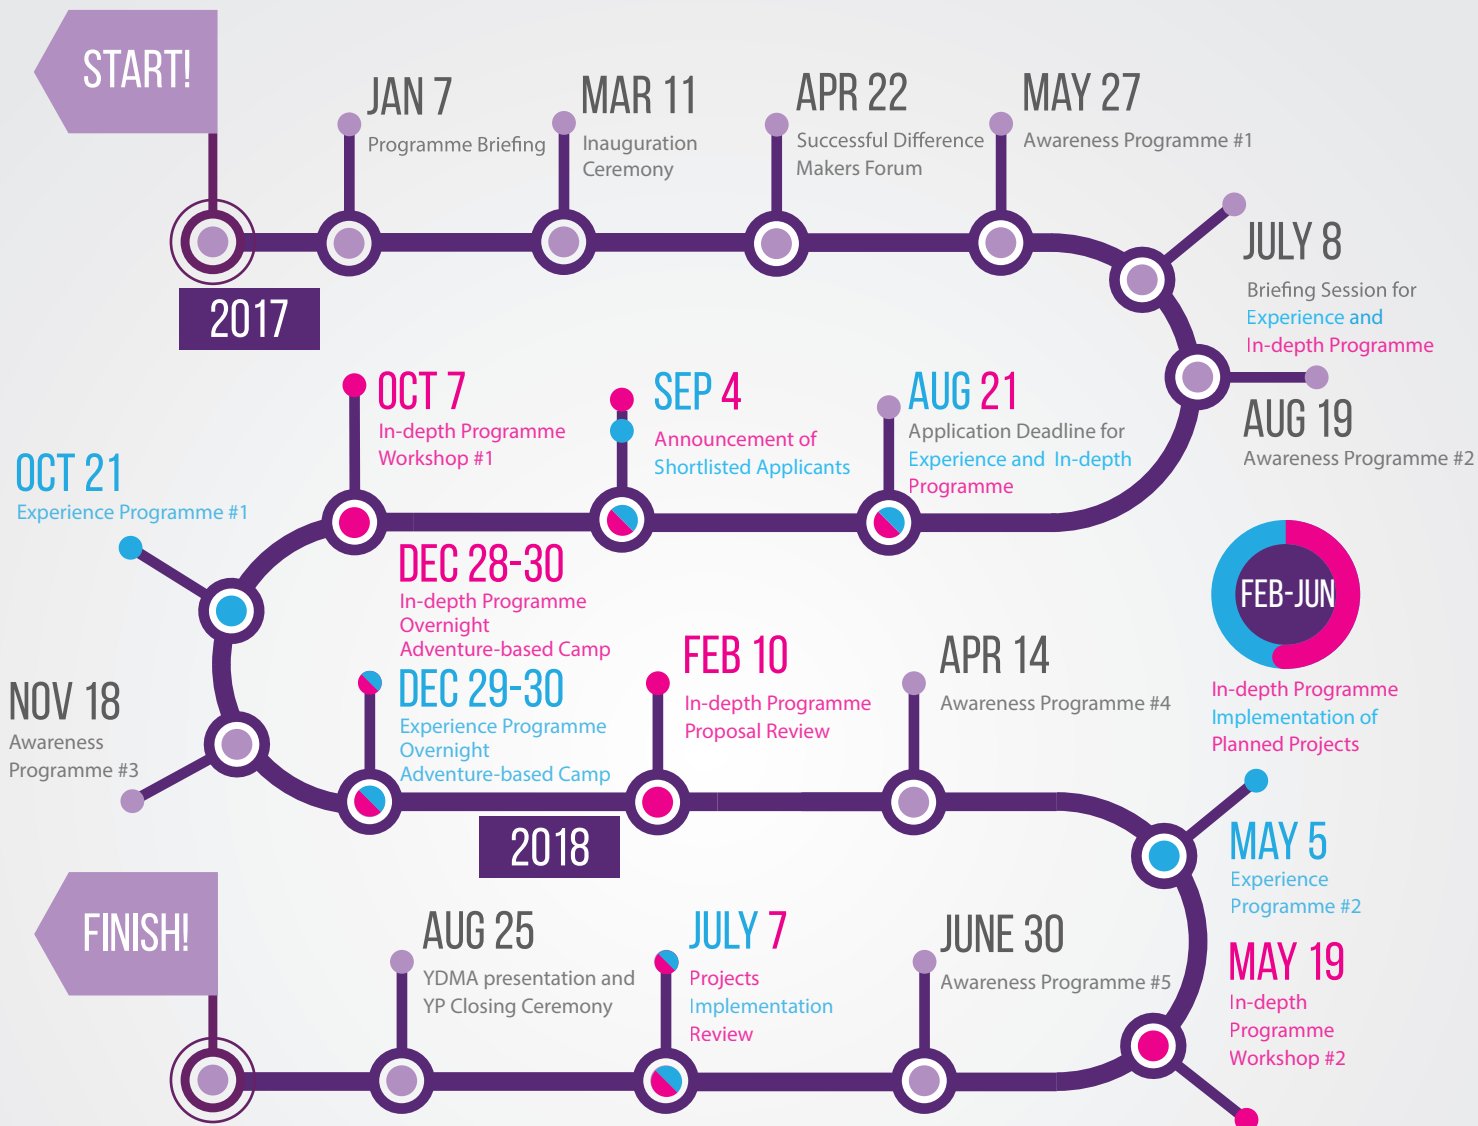 START!
2017
JAN 7
Programme Briefing
MAR 11
Inauguration
Ceremony
APR 22
Successful Difference
Makers Forum
MAY 27
Awareness Programme #1
JULY 8
Briefing Session for
Experience and
In-depth Programme
AUG 19
Awareness Programme #2
AUG 21
Application Deadline for
Experience and In-depth
Programme
SEP 4
Announcement of
Shortlisted Applicants
OCT 7
In-depth Programme
Workshop #1
OCT 21
Experience Programme #1
NOV 18
Awareness
Programme #3
DEC 28-30
In-depth Programme
Overnight
Adventure-based Camp
DEC 29-30
Experience Programme
Overnight
Adventure-based Camp
2018
FEB 10
In-depth Programme
Proposal Review
APR 14
Awareness Programme #4
FEB-JUN
In-depth Programme
Implementation of
Planned Projects
MAY 5
Experience
Programme #2
MAY 19
In-depth
Programme
Workshop #2
JUNE 30
Awareness Programme #5
JULY 7
Projects
Implementation
Review
AUG 25
YDMA presentation and
YP Closing Ceremony
FINISH!